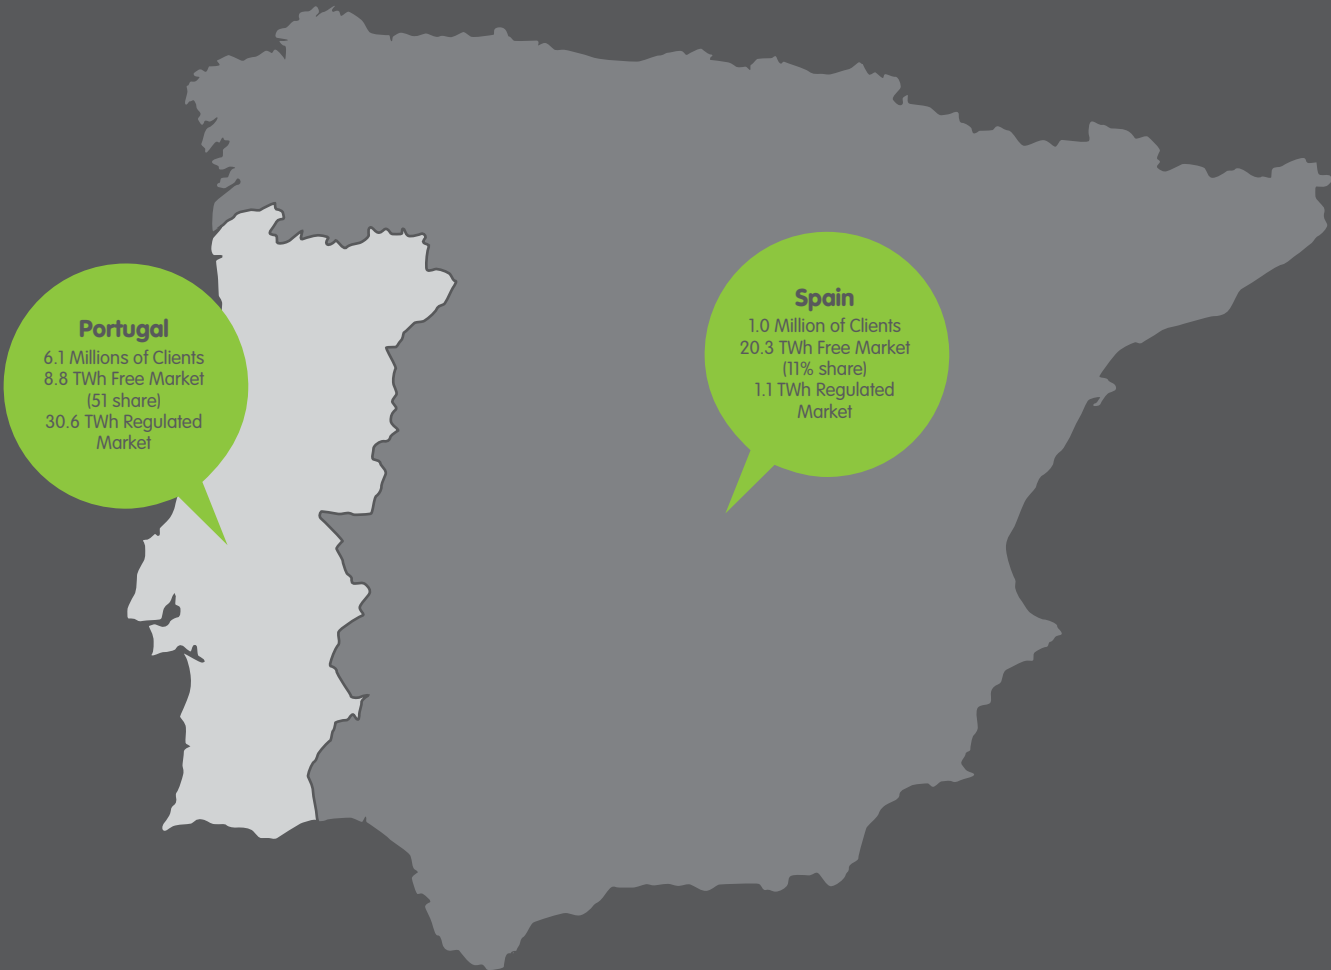 Portugal
6.1 Millions of Clients
8.8 TWh Free Market
(51 share)
30.6 TWh Regulated
Market
Spain
1.0 Million of Clients
20.3 TWh Free Market
(11% share)
1.1 TWh Regulated
Market